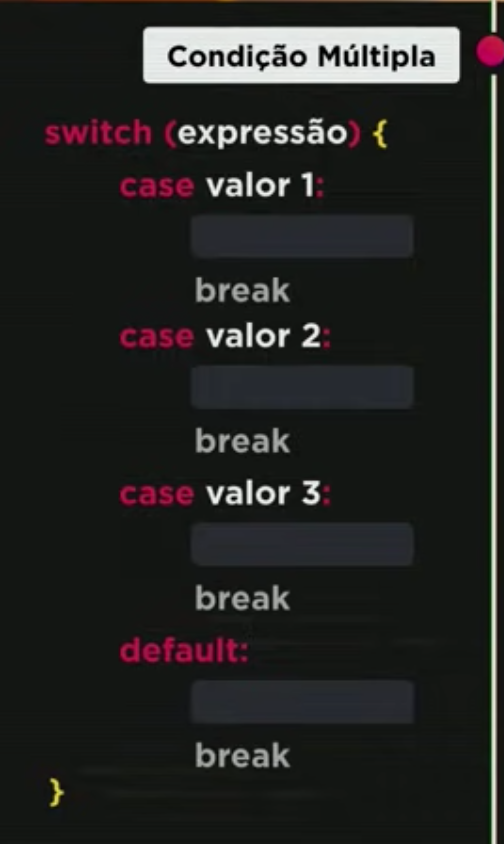 Condição Múltipla
switch (expressão) {
case valor 1:
break
case valor 2:
break
case valor 3:
break
default:
break
}